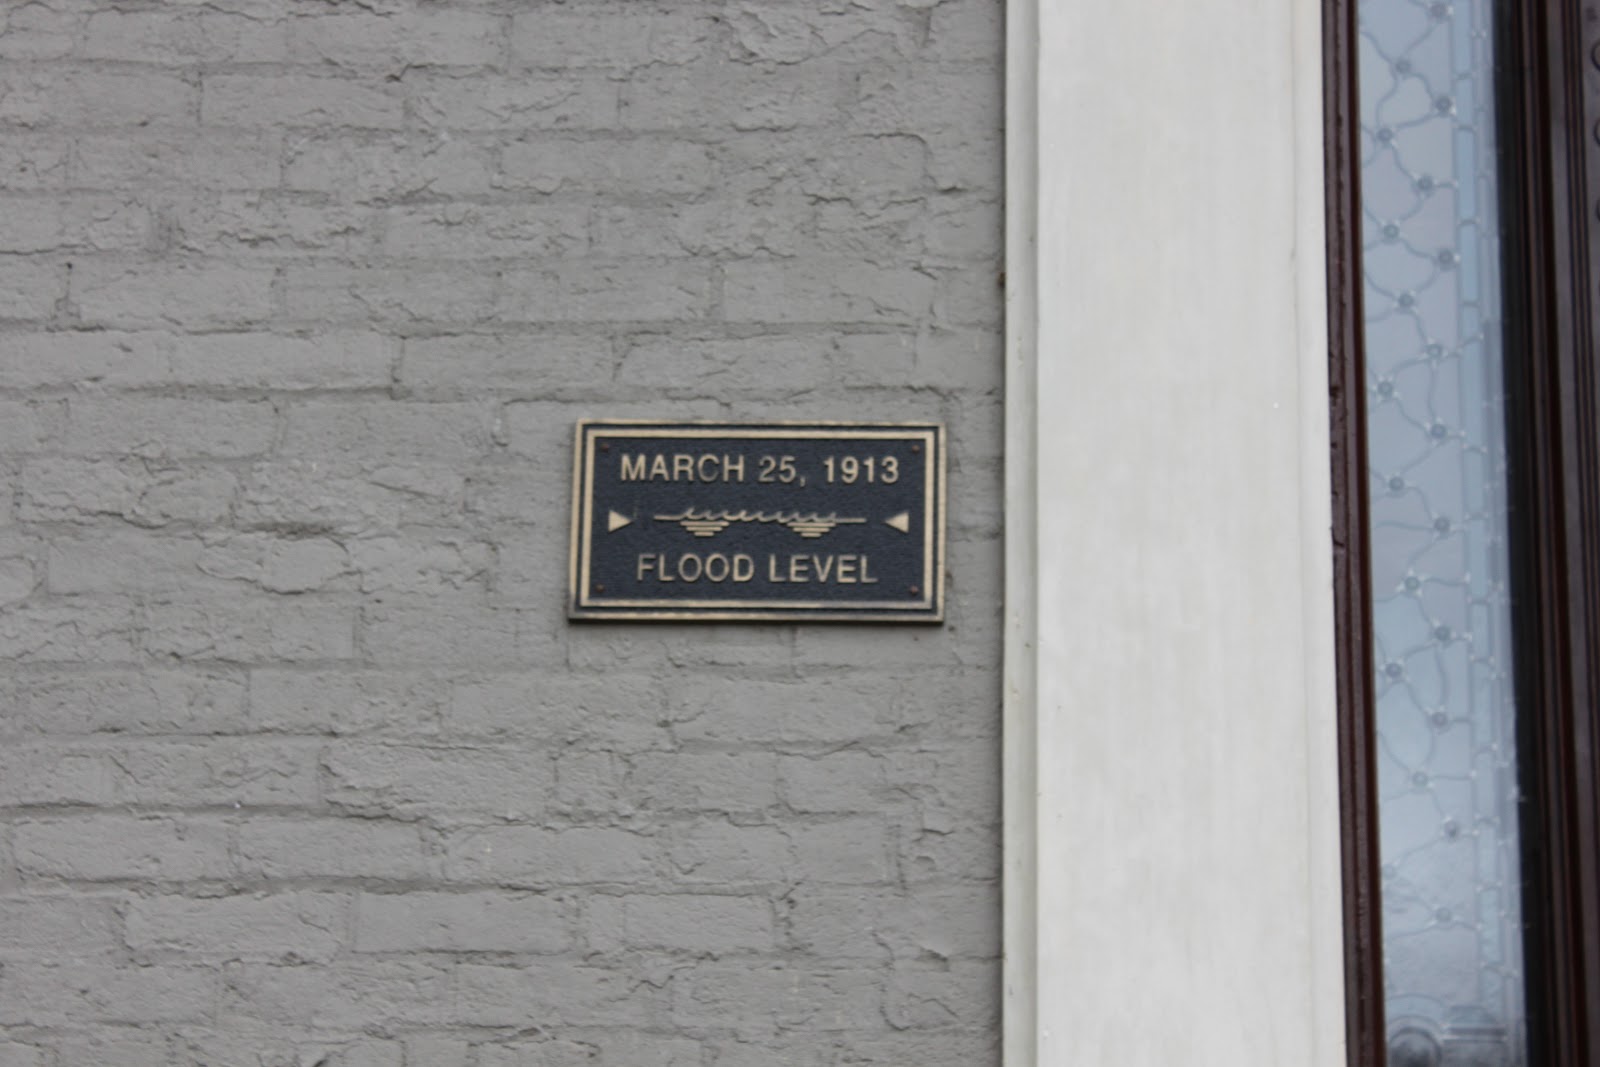 MARCH 25, 1913
FLOOD LEVEL